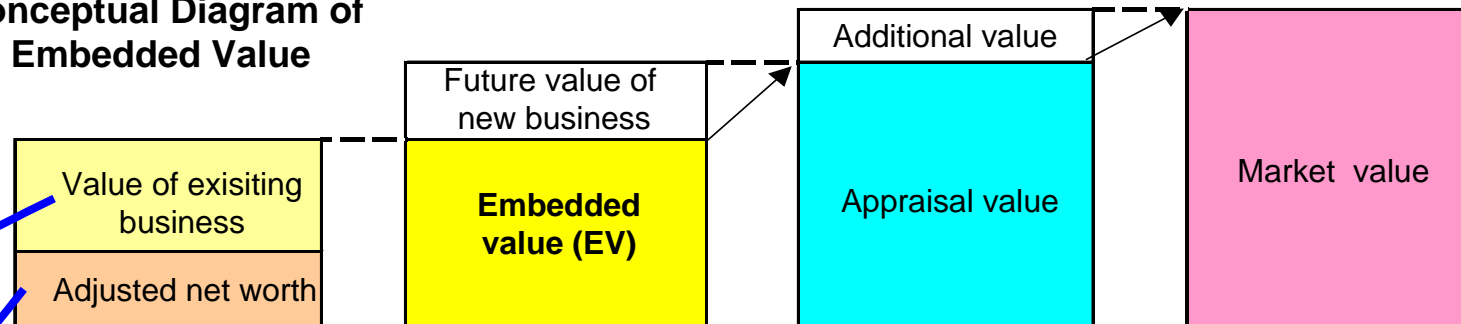 onceptual Diagram of
Embedded Value
Value of exisiting
business
Adjusted net worth
Future value of
new business
Embedded
value (EV)
Additional value
Appraisal value
Market value